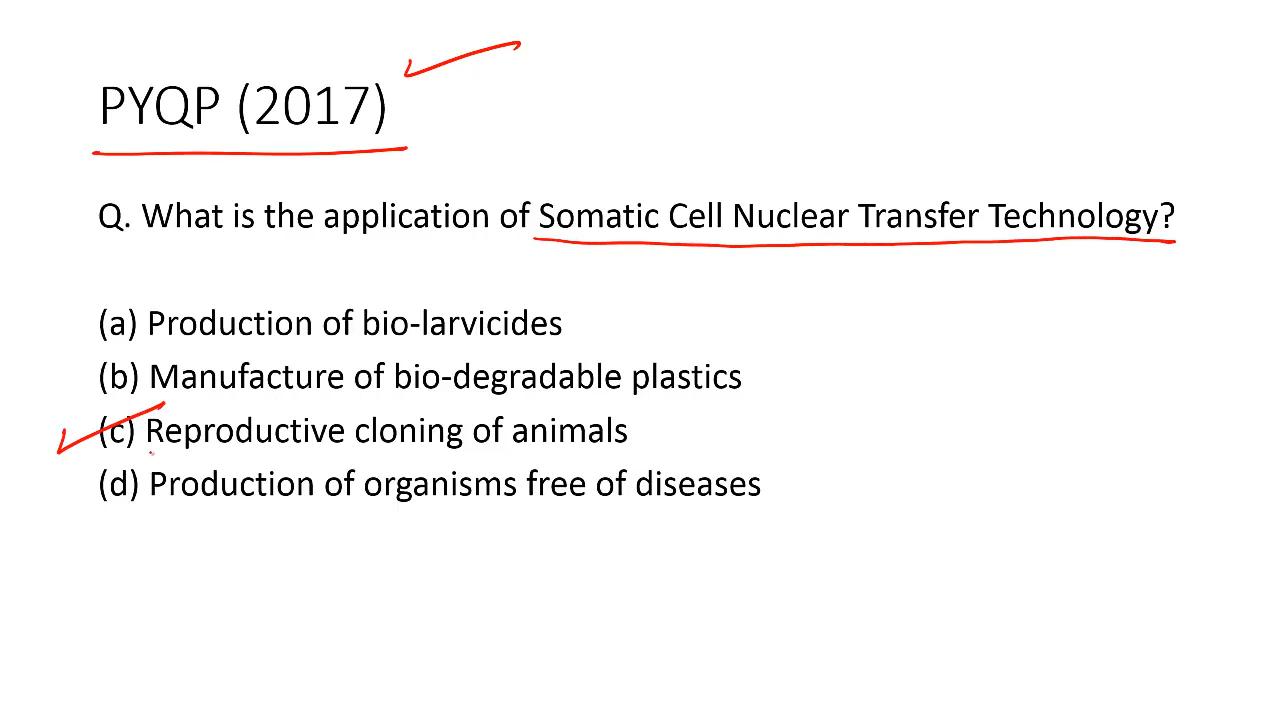 PYQP (2017)
Q. What is the application of Somatic Cell Nuclear Transfer Technology?
(a) Production of bio-larvicides
(b) Manufacture of bio-degradable plastics
(c) Reproductive cloning of animals
(d) Production of organisms free of diseases